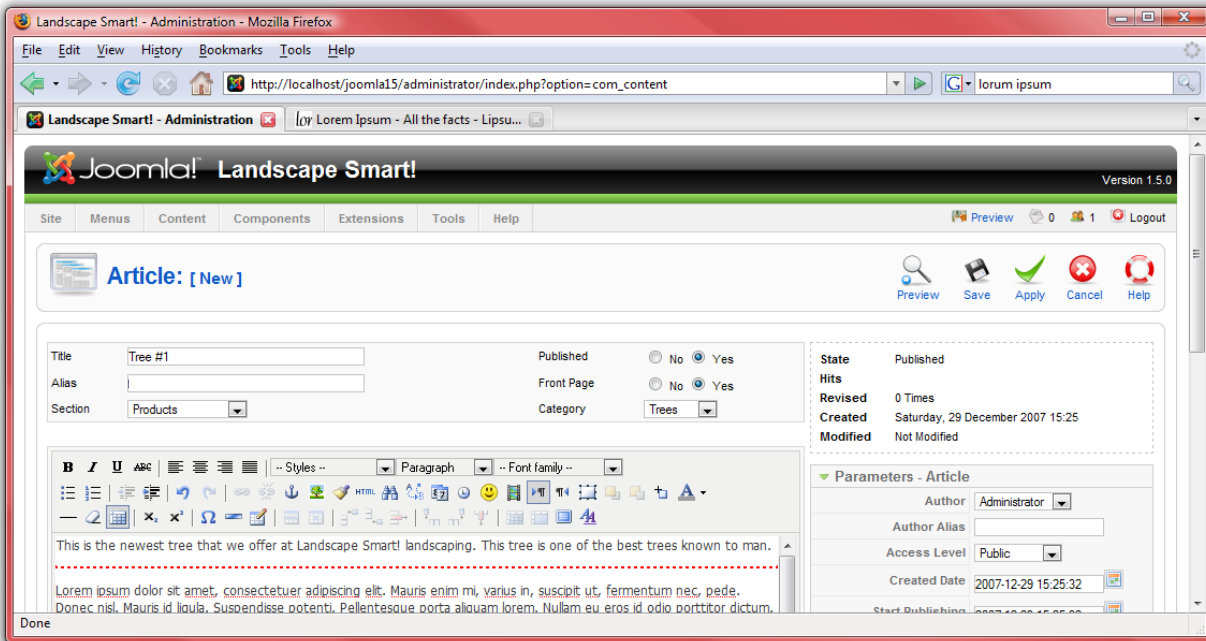 Landscape Smart! - Administration - Mozilla Firefox
File Edit View History Bookmarks Tools Help
http://localhost/joomla15/administrator/index.php?option=com_content
G lorum ipsum
Landscape Smart! - Administration lor Lorem Ipsum - All the facts - Lipsu...
Joomla!™ Landscape Smart!
Version 1.5.0
Site Menus Content Components Extensions Tools Help Preview 0 1 Logout
Article: [ New ]
Preview Save Apply Cancel Help
Title Tree #1 Published No Yes
Alias Front Page No Yes
Section Products Category Trees
State Published
Hits
Revised 0 Times
Created Saturday, 29 December 2007 15:25
Modified Not Modified
B I U ABC -- Styles -- Paragraph -- Font family --
HTML
This is the newest tree that we offer at Landscape Smart! landscaping. This tree is one of the best trees known to man.
Lorem ipsum dolor sit amet, consectetuer adipiscing elit. Mauris enim mi, varius in, suscipit ut, fermentum nec, pede.
Donec nisl. Mauris id ligula. Suspendisse potenti. Pellentesque porta aliquam lorem. Nullam eu eros id odio porttitor dictum.
Parameters - Article
Author Administrator
Author Alias
Access Level Public
Created Date 2007-12-29 15:25:32
Start Publishing
Done